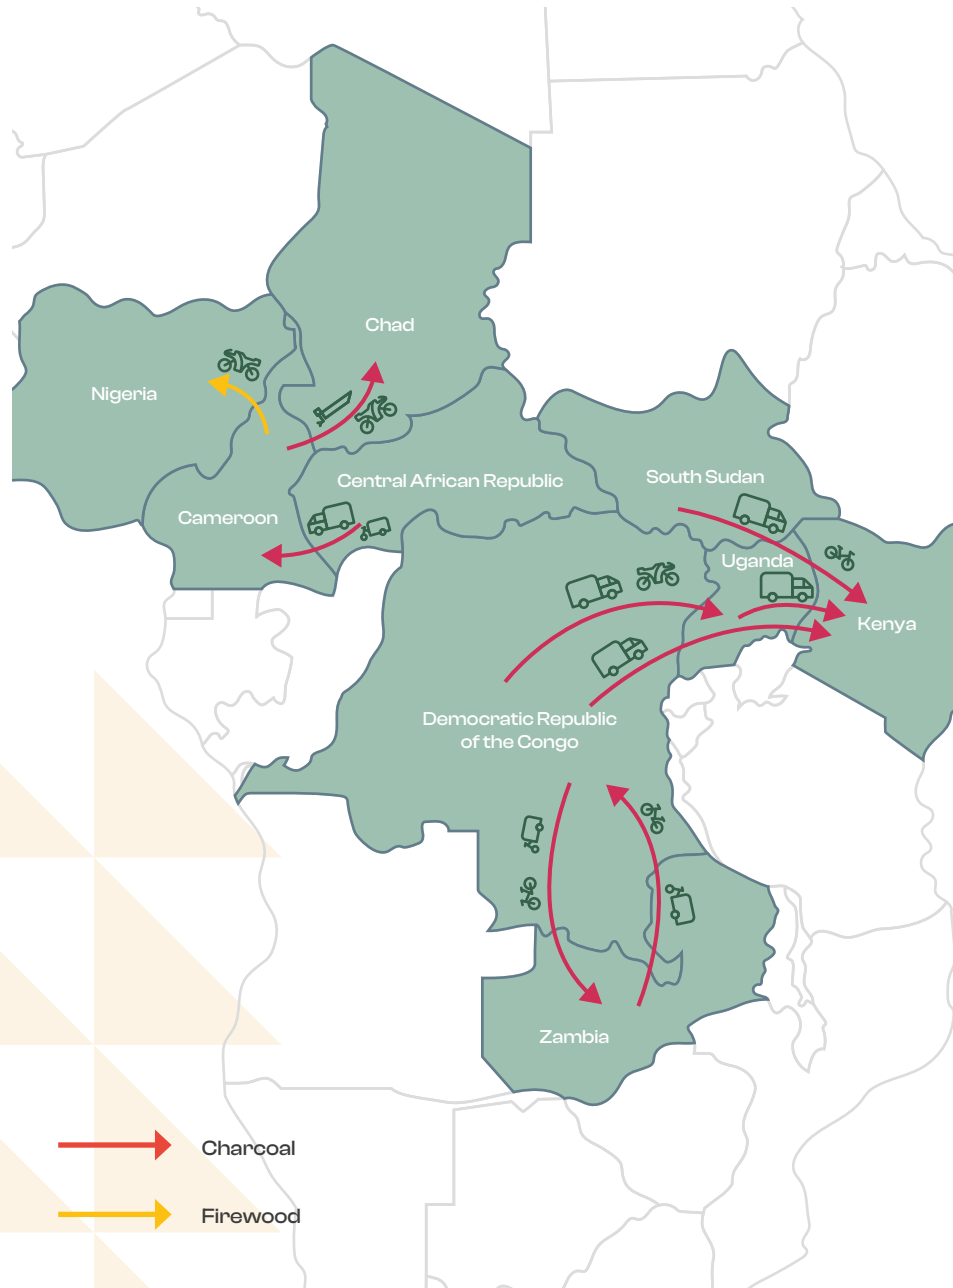 Chad
Nigeria
Central African Republic
South Sudan
Cameroon
Uganda
Kenya
Democratic Republic
of the Congo
Zambia
Charcoal
Firewood